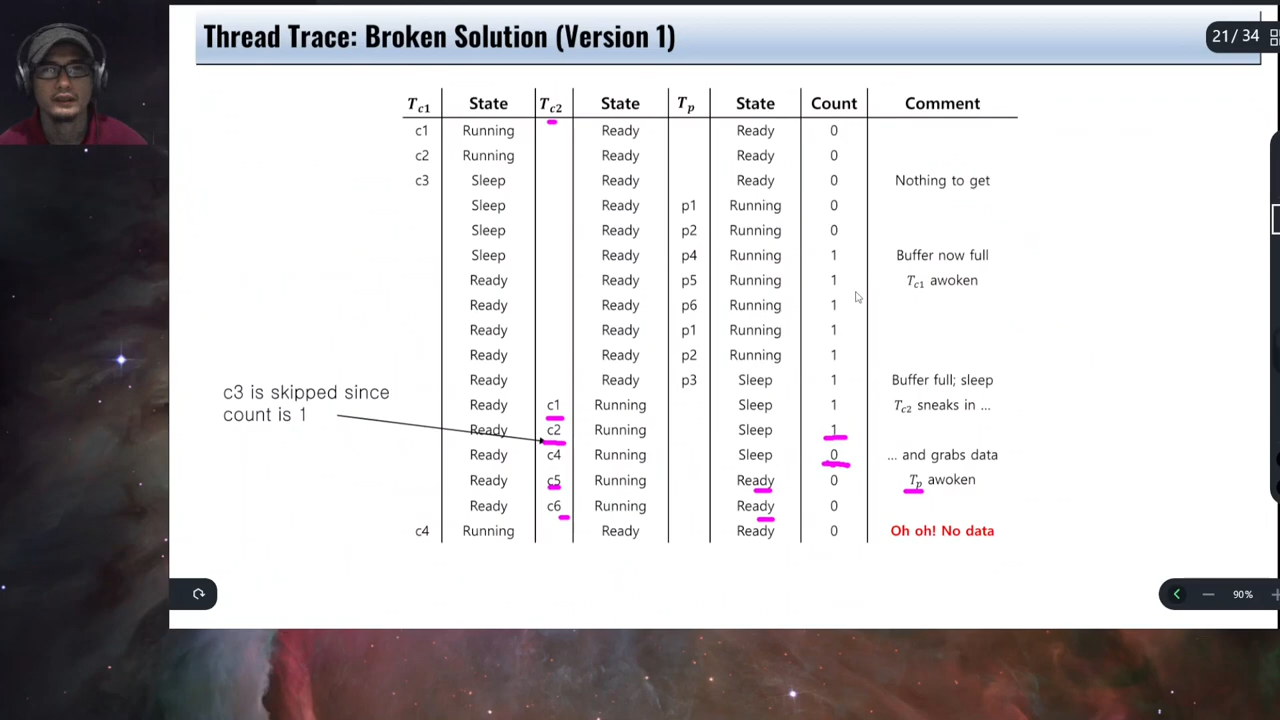 Thread Trace: Broken Solution (Version 1)
21 / 34
Tc1 State Tc2 State Tp State Count Comment
c1 Running Ready Ready 0
c2 Running Ready Ready 0
c3 Sleep Ready Ready 0 Nothing to get
Sleep Ready p1 Running 0
Sleep Ready p2 Running 0
Sleep Ready p4 Running 1 Buffer now full
Ready Ready p5 Running 1 Tc1 awoken
Ready Ready p6 Running 1
Ready Ready p1 Running 1
Ready Ready p2 Running 1
Ready Ready p3 Sleep 1 Buffer full; sleep
Ready c1 Running Sleep 1 Tc2 sneaks in ...
Ready c2 Running Sleep 1
Ready c4 Running Sleep 0 ... and grabs data
Ready c5 Running Ready 0 Tp awoken
Ready c6 Running Ready 0
c4 Running Ready Ready 0 Oh oh! No data
c3 is skipped since
count is 1
90%